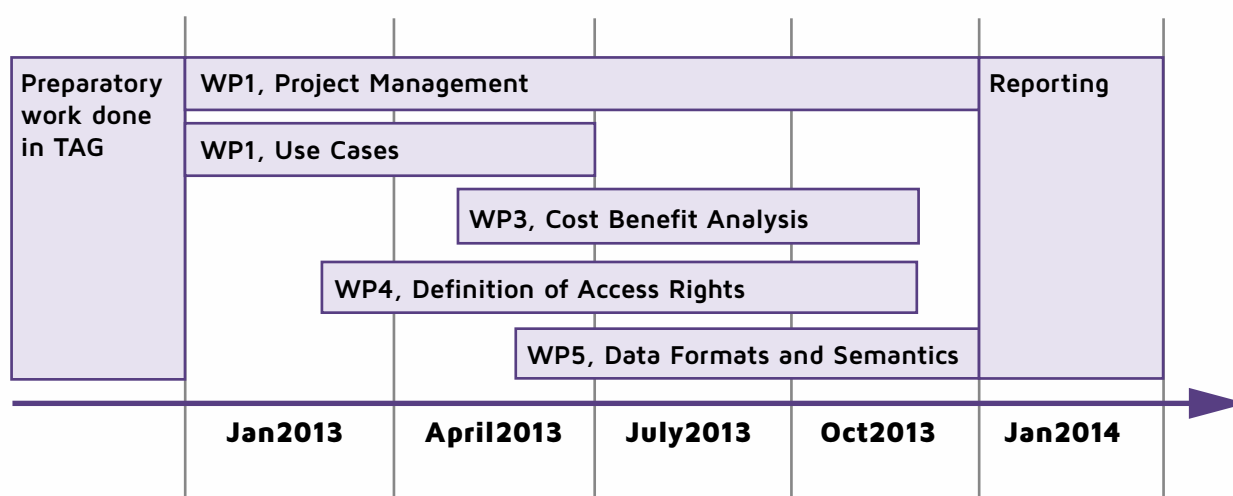 Preparatory
work done
in TAG
WP1, Project Management
Reporting
WP1, Use Cases
WP3, Cost Benefit Analysis
WP4, Definition of Access Rights
WP5, Data Formats and Semantics
Jan2013
April2013
July2013
Oct2013
Jan2014